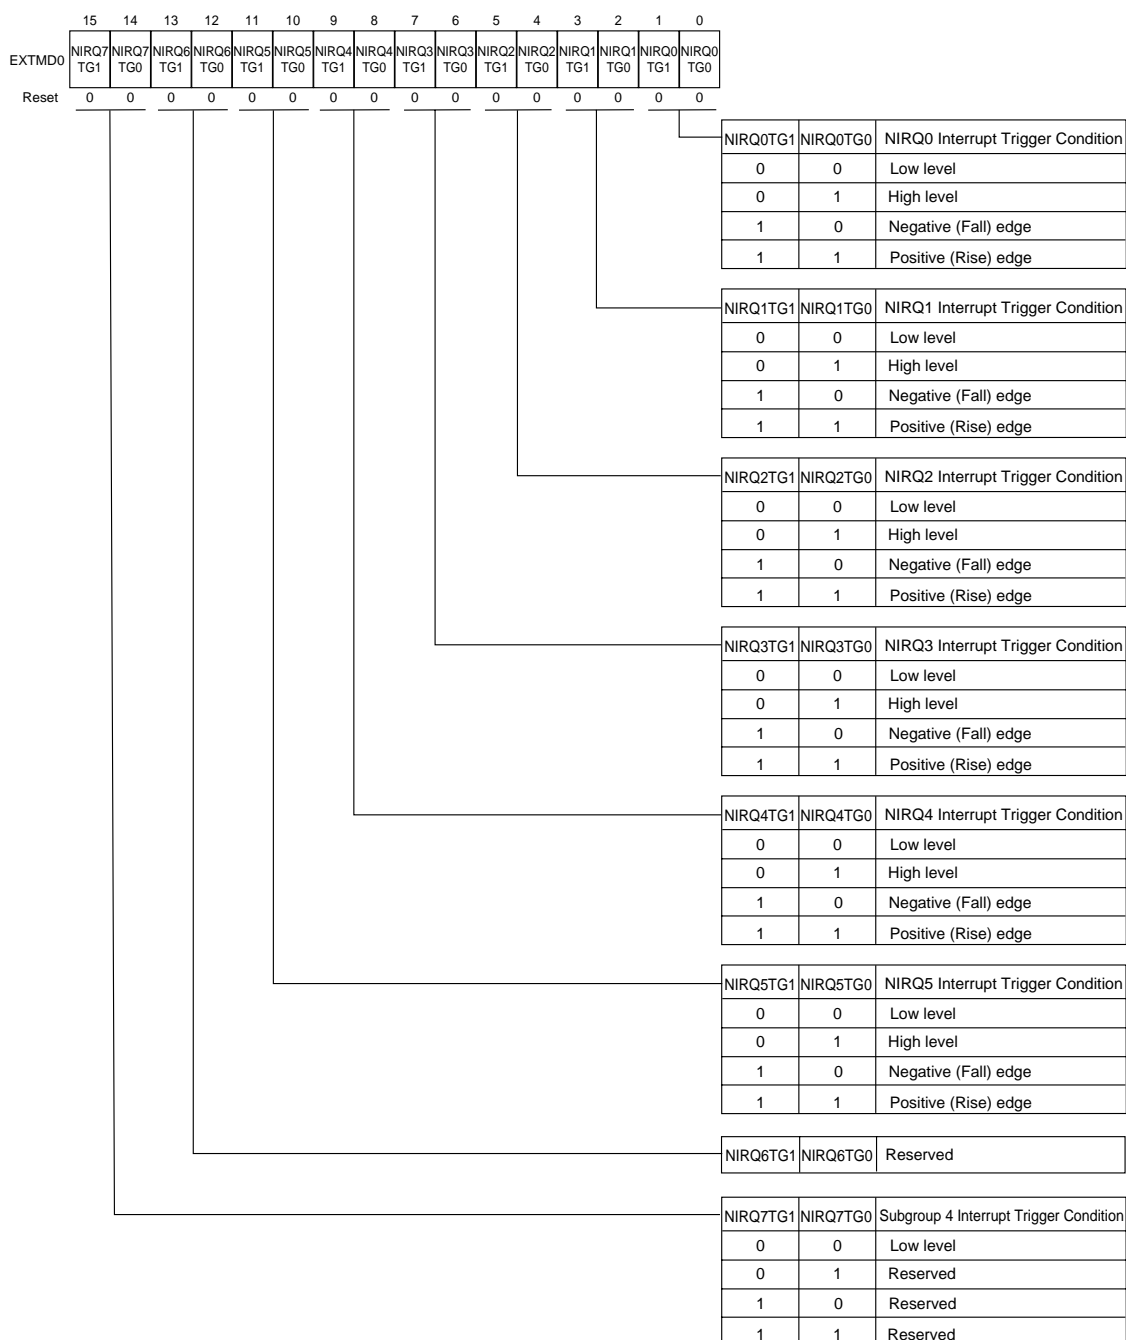 15 14 13 12 11 10 9 8 7 6 5 4 3 2 1 0
EXTMD0 NIRQ7 TG1 NIRQ7 TG0 NIRQ6 TG1 NIRQ6 TG0 NIRQ5 TG1 NIRQ5 TG0 NIRQ4 TG1 NIRQ4 TG0 NIRQ3 TG1 NIRQ3 TG0 NIRQ2 TG1 NIRQ2 TG0 NIRQ1 TG1 NIRQ1 TG0 NIRQ0 TG1 NIRQ0 TG0
Reset 0 0 0 0 0 0 0 0 0 0 0 0 0 0 0 0
NIRQ0TG1 NIRQ0TG0 NIRQ0 Interrupt Trigger Condition
0 0 Low level
0 1 High level
1 0 Negative (Fall) edge
1 1 Positive (Rise) edge
NIRQ1TG1 NIRQ1TG0 NIRQ1 Interrupt Trigger Condition
0 0 Low level
0 1 High level
1 0 Negative (Fall) edge
1 1 Positive (Rise) edge
NIRQ2TG1 NIRQ2TG0 NIRQ2 Interrupt Trigger Condition
0 0 Low level
0 1 High level
1 0 Negative (Fall) edge
1 1 Positive (Rise) edge
NIRQ3TG1 NIRQ3TG0 NIRQ3 Interrupt Trigger Condition
0 0 Low level
0 1 High level
1 0 Negative (Fall) edge
1 1 Positive (Rise) edge
NIRQ4TG1 NIRQ4TG0 NIRQ4 Interrupt Trigger Condition
0 0 Low level
0 1 High level
1 0 Negative (Fall) edge
1 1 Positive (Rise) edge
NIRQ5TG1 NIRQ5TG0 NIRQ5 Interrupt Trigger Condition
0 0 Low level
0 1 High level
1 0 Negative (Fall) edge
1 1 Positive (Rise) edge
NIRQ6TG1 NIRQ6TG0 Reserved
NIRQ7TG1 NIRQ7TG0 Subgroup 4 Interrupt Trigger Condition
0 0 Low level
0 1 Reserved
1 0 Reserved
1 1 Reserved